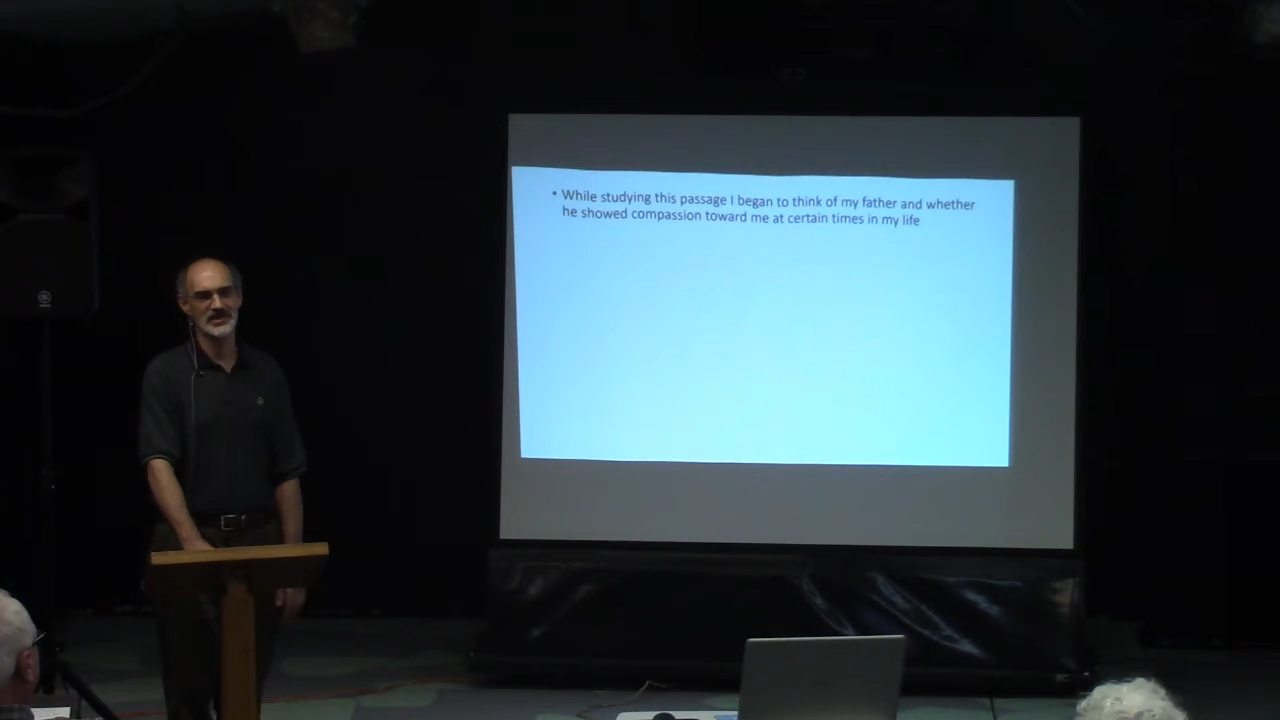 • While studying this passage I began to think of my father and whether
he showed compassion toward me at certain times in my life